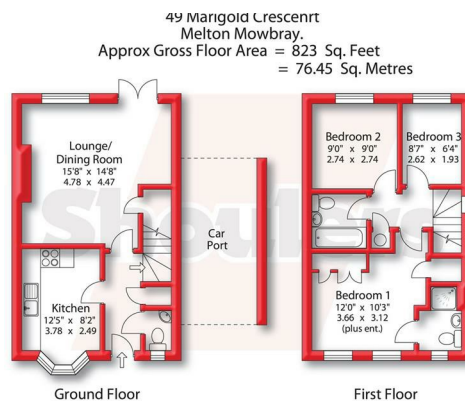 49 Marigold Crescenrt
Melton Mowbray.
Approx Gross Floor Area = 823 Sq. Feet
= 76.45 Sq. Metres
Lounge/
Dining Room
15'8" x 14'8"
4.78 x 4.47
Kitchen
12'5" x 8'2"
3.78 x 2.49
Car
Port
Bedroom 2
9'0" x 9'0"
2.74 x 2.74
Bedroom 3
8'7" x 6'4"
2.62 x 1.93
Bedroom 1
12'0" x 10'3"
3.66 x 3.12
(plus ent.)
Shoulers
Ground Floor
First Floor